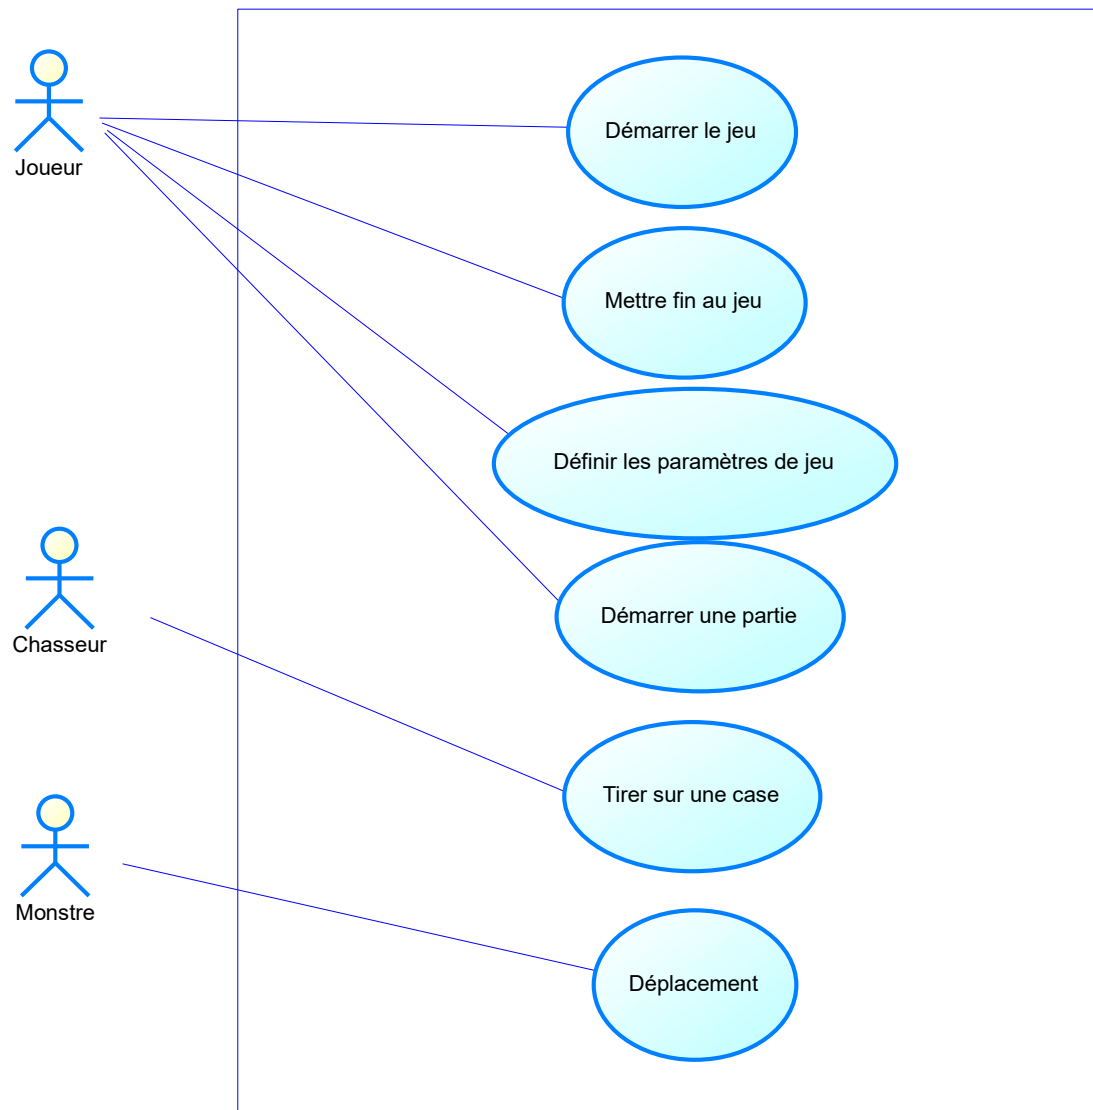 Joueur
Démarrer le jeu
Mettre fin au jeu
Définir les paramètres de jeu
Démarrer une partie
Chasseur
Tirer sur une case
Monstre
Déplacement